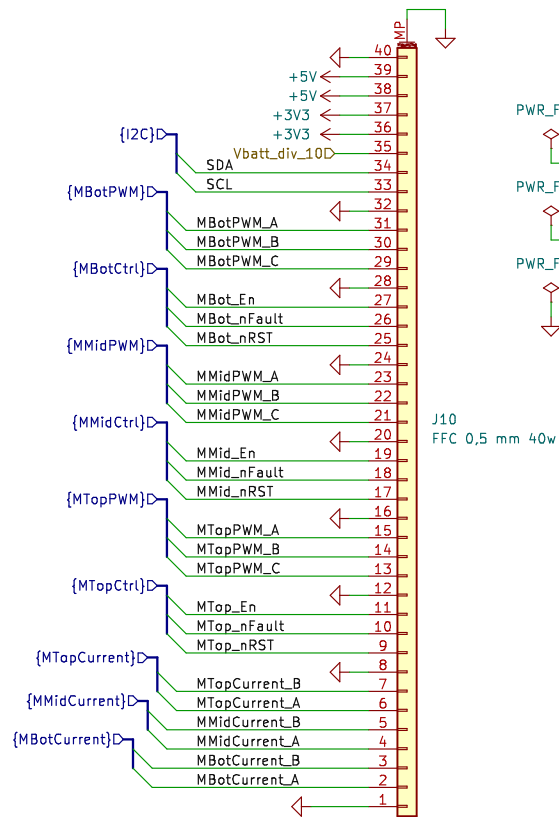 MP
40
+5V 39
+5V 38
+3V3 37
+3V3 36
Vbatt_div_10 35
{I2C}
SDA 34
SCL 33
32
{MBotPWM}
MBotPWM_A 31
MBotPWM_B 30
MBotPWM_C 29
28
{MBotCtrl}
MBot_En 27
MBot_nFault 26
MBot_nRST 25
24
{MMidPWM}
MMidPWM_A 23
MMidPWM_B 22
MMidPWM_C 21
20
{MMidCtrl}
MMid_En 19
MMid_nFault 18
MMid_nRST 17
16
{MTopPWM}
MTopPWM_A 15
MTopPWM_B 14
MTopPWM_C 13
12
{MTopCtrl}
MTop_En 11
MTop_nFault 10
MTop_nRST 9
8
{MTopCurrent}
MTopCurrent_B 7
MTopCurrent_A 6
{MMidCurrent}
MMidCurrent_B 5
MMidCurrent_A 4
{MBotCurrent}
MBotCurrent_B 3
MBotCurrent_A 2
1
J10
FFC 0,5 mm 40w
PWR_F
PWR_F
PWR_F